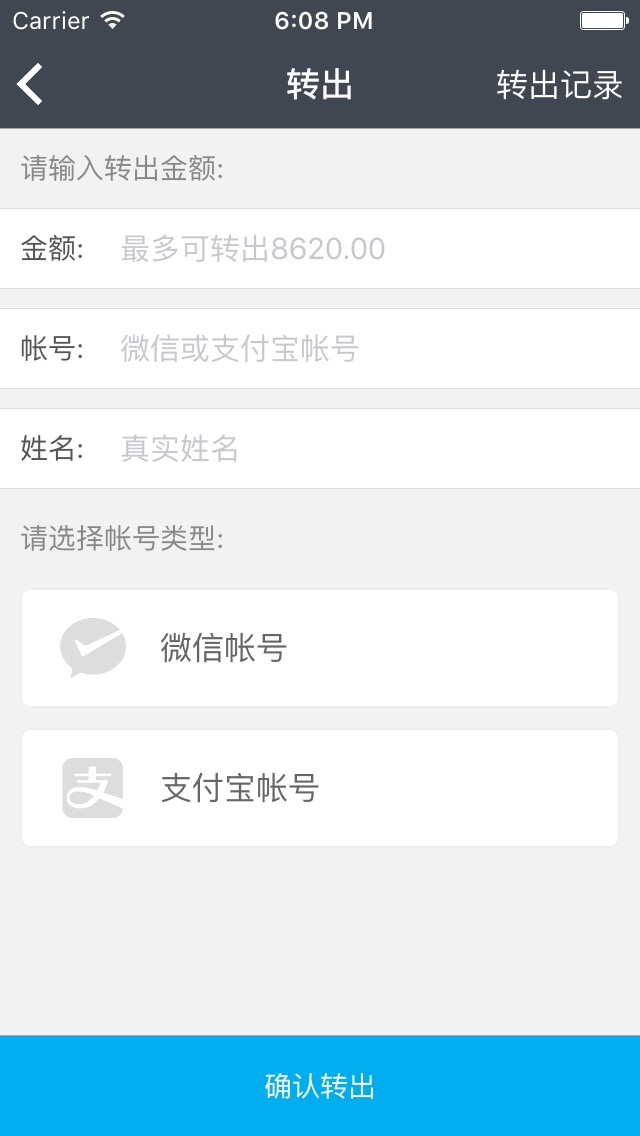 Carrier 6:08 PM
转出 转出记录
请输入转出金额:
金额: 最多可转出8620.00
帐号: 微信或支付宝帐号
姓名: 真实姓名
请选择帐号类型:
微信帐号
支 支付宝帐号
确认转出